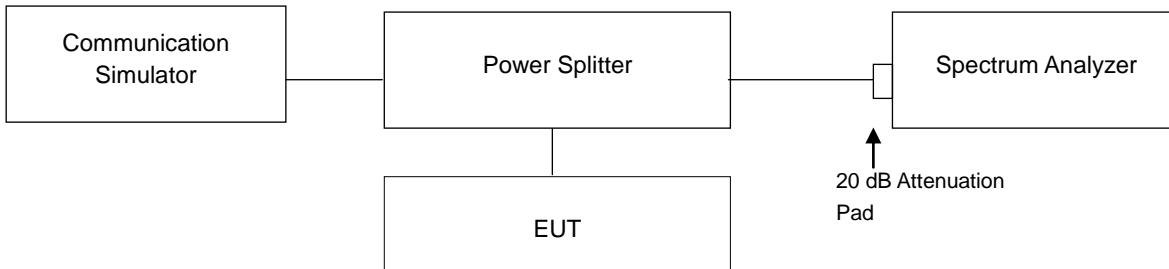 Communication
Simulator
Power Splitter
Spectrum Analyzer
20 dB Attenuation
Pad
EUT